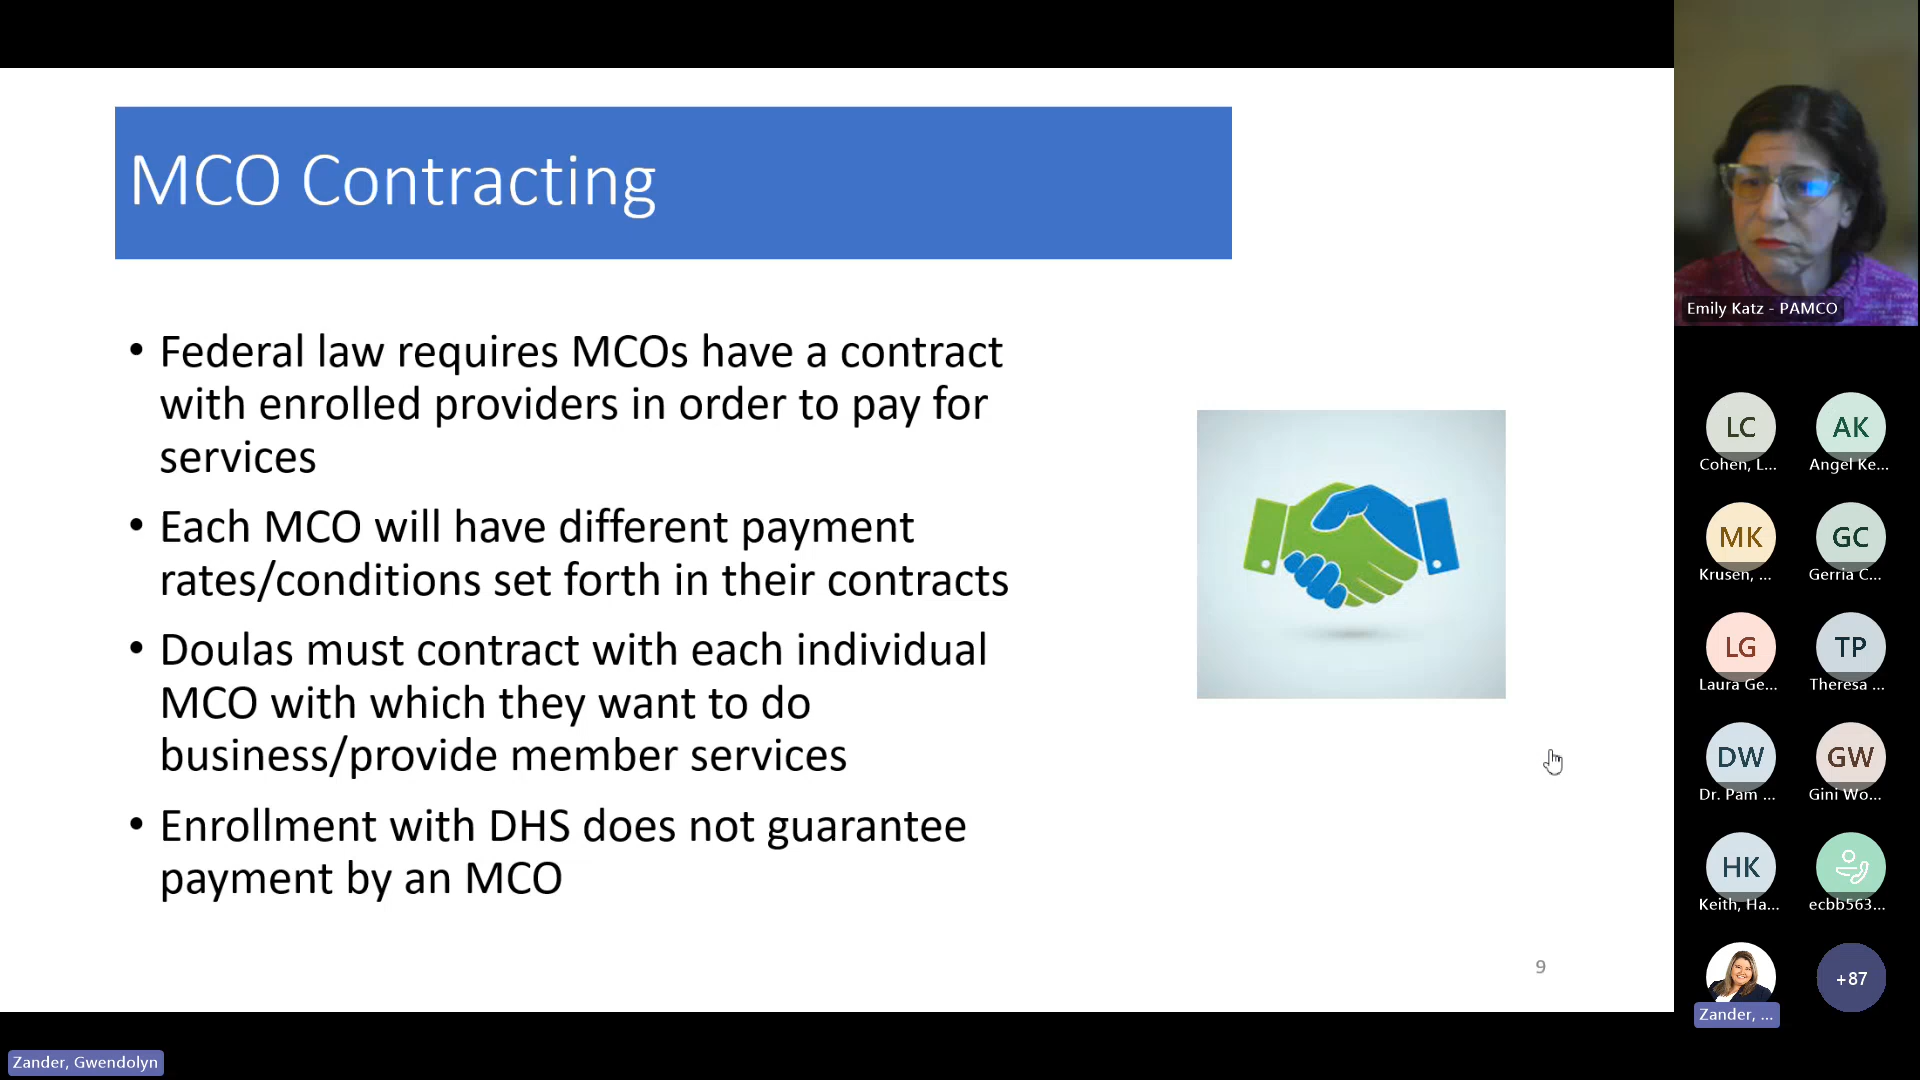 MCO Contracting
• Federal law requires MCOs have a contract
with enrolled providers in order to pay for
services
• Each MCO will have different payment
rates/conditions set forth in their contracts
• Doulas must contract with each individual
MCO with which they want to do
business/provide member services
• Enrollment with DHS does not guarantee
payment by an MCO
9
Emily Katz - PAMCO
LC
AK
Cohen, L...
Angel Ke...
MK
GC
Krusen, ...
Gerria C...
LG
TP
Laura Ge...
Theresa ...
DW
GW
Dr. Pam ...
Gini Wo...
HK
Keith, Ha...
ecbb563...
+87
Zander, ...
Zander, Gwendolyn